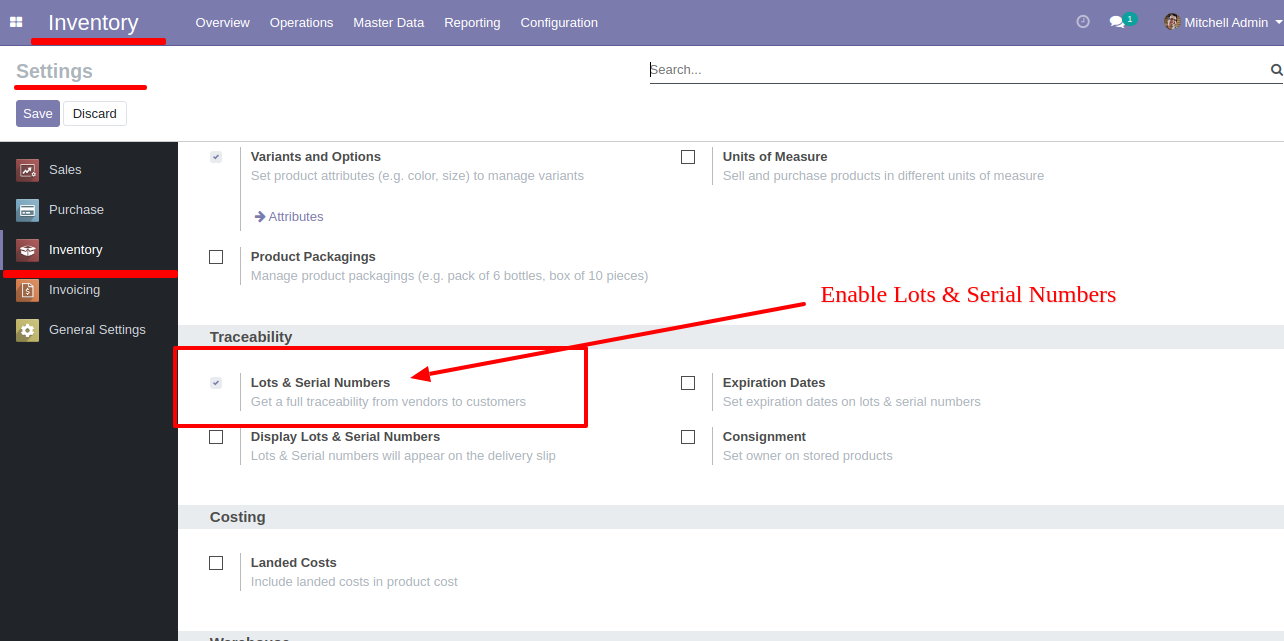 Inventory Overview Operations Master Data Reporting Configuration 1 Mitchell Admin
Settings
Search...
Save Discard
Sales
Purchase
Inventory
Invoicing
General Settings
Variants and Options
Set product attributes (e.g. color, size) to manage variants
Attributes
Units of Measure
Sell and purchase products in different units of measure
Product Packagings
Manage product packagings (e.g. pack of 6 bottles, box of 10 pieces)
Enable Lots & Serial Numbers
Traceability
Lots & Serial Numbers
Get a full traceability from vendors to customers
Expiration Dates
Set expiration dates on lots & serial numbers
Display Lots & Serial Numbers
Lots & Serial numbers will appear on the delivery slip
Consignment
Set owner on stored products
Costing
Landed Costs
Include landed costs in product cost
Warehouse